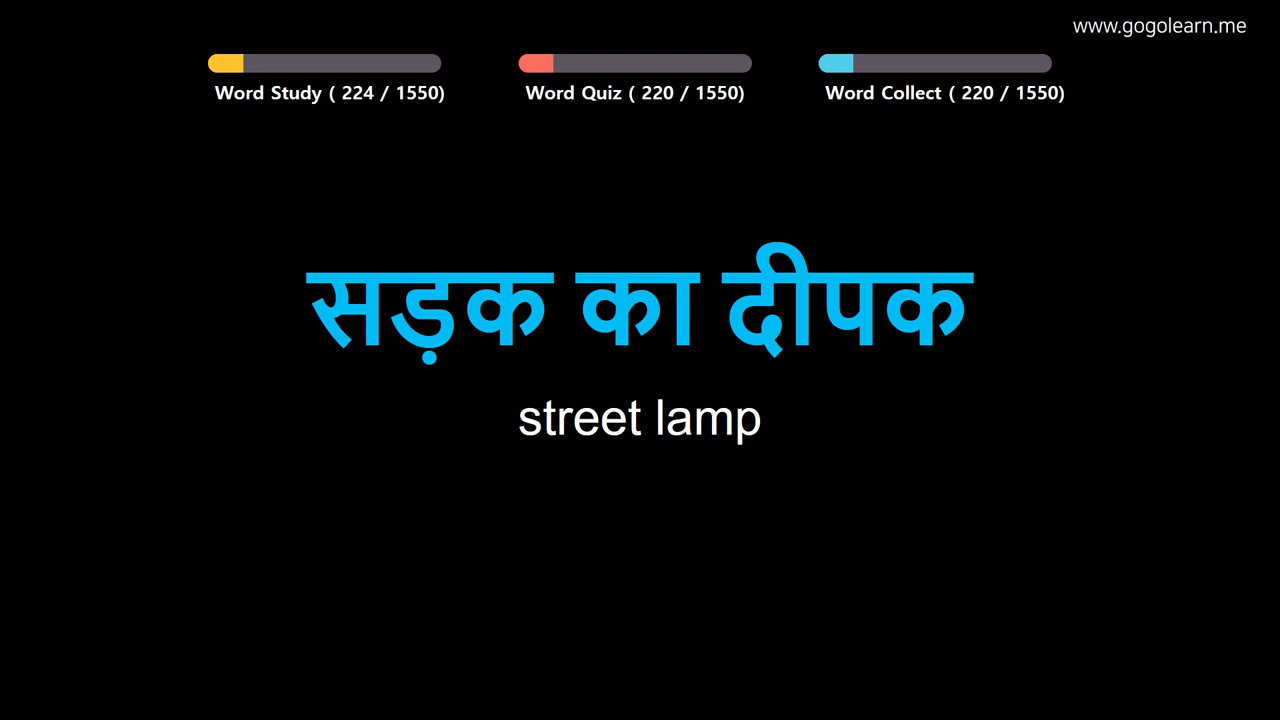 www.gogolearn.me
Word Study ( 224 / 1550)
Word Quiz ( 220 / 1550)
Word Collect ( 220 / 1550)
सड़क का दीपक
street lamp